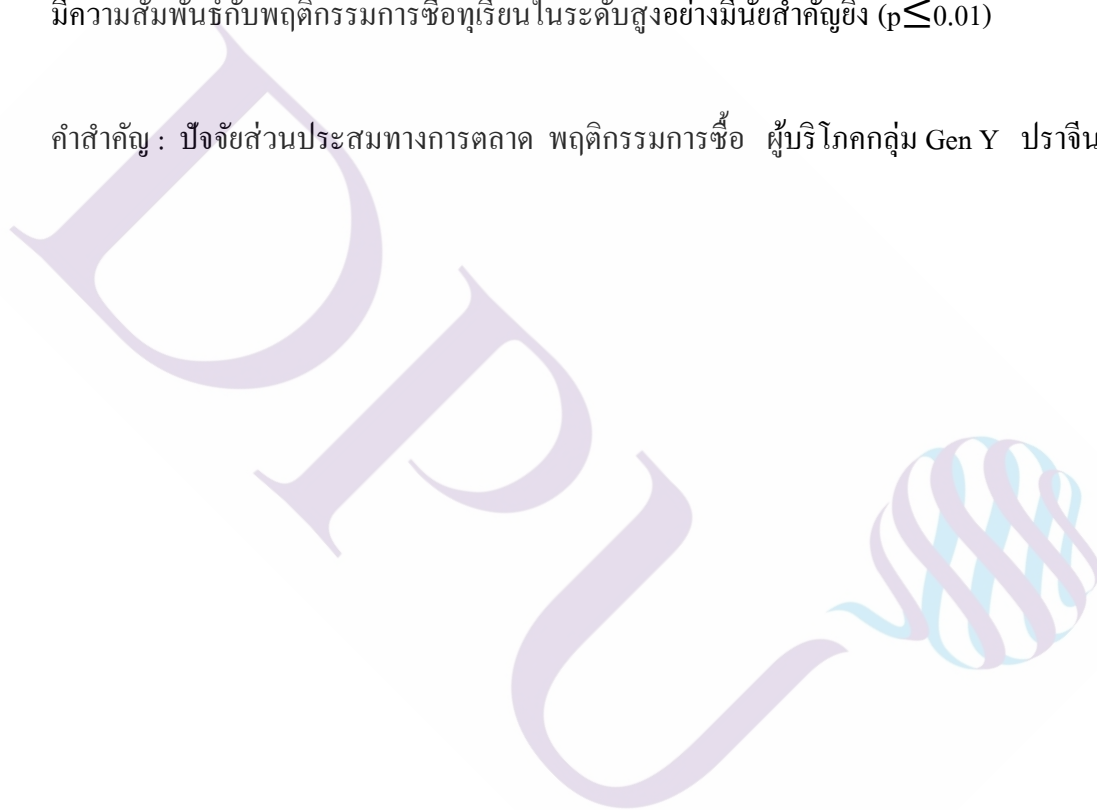 มีความสัมพันธ์กับพฤติกรรมการซื้อทุเรียนในระดับสูงอย่างมีนัยสำคัญยิ่ง (p≤0.01)
คำสำคัญ : ปัจจัยส่วนประสมทางการตลาด พฤติกรรมการซื้อ ผู้บริโภคกลุ่ม Gen Y ปราจีน
DPU